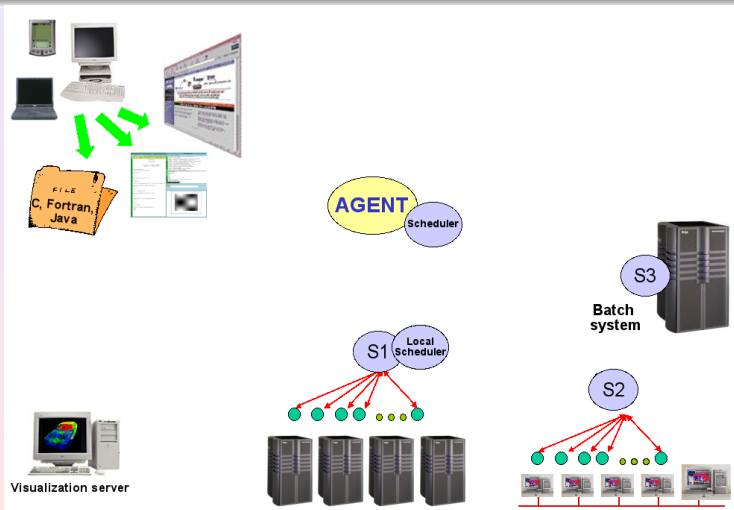 FILE
C, Fortran,
Java
AGENT
Scheduler
S3
Batch
system
S1
Local
Scheduler
S2
Visualization server